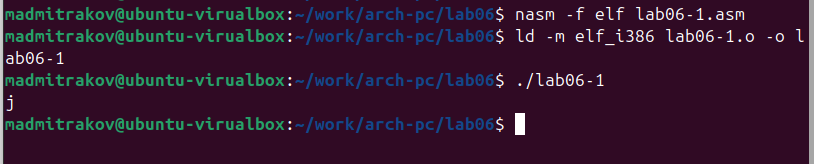 madmitrakov@ubuntu-virualbox:~/work/arch-pc/lab06$ nasm -f elf lab06-1.asm
madmitrakov@ubuntu-virualbox:~/work/arch-pc/lab06$ ld -m elf_i386 lab06-1.o -o l
ab06-1
madmitrakov@ubuntu-virualbox:~/work/arch-pc/lab06$ ./lab06-1
j
madmitrakov@ubuntu-virualbox:~/work/arch-pc/lab06$